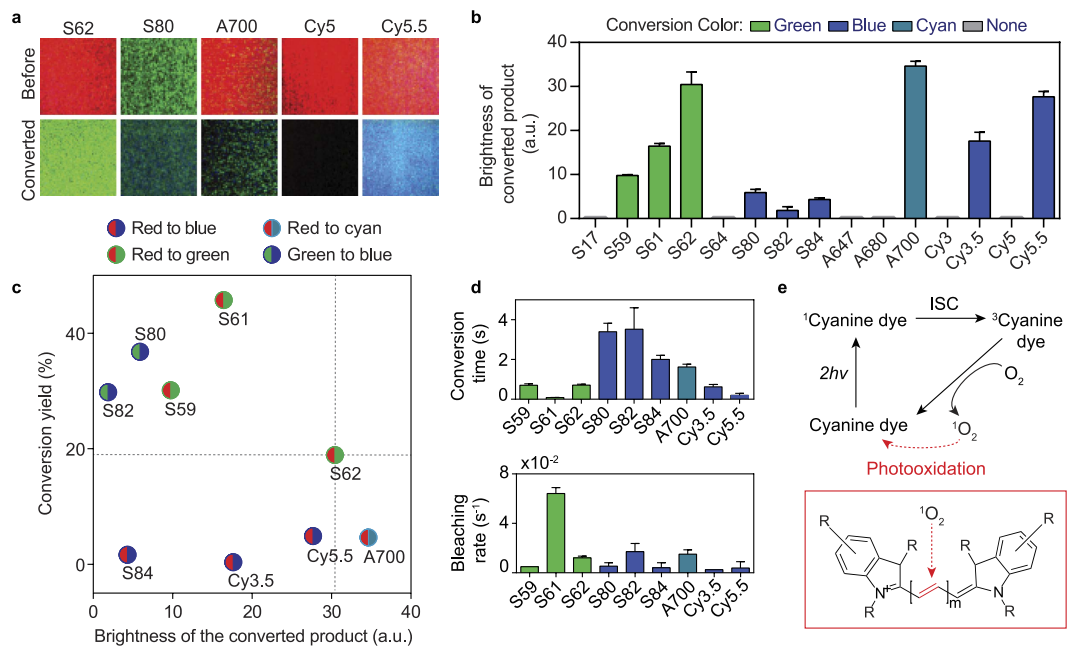 a
S62 S80 A700 Cy5 Cy5.5
Before
Converted
b
Conversion Color: Green Blue Cyan None
Brightness of
converted product
(a.u.)
40
30
20
10
0
S17 S59 S61 S62 S64 S80 S82 S84 A647 A680 A700 Cy3 Cy3.5 Cy5 Cy5.5
Red to blue Red to cyan
Red to green Green to blue
c
Conversion yield (%)
40
20
0
S61
S80
S82
S59
S62
S84
Cy3.5
Cy5.5
A700
0 10 20 30 40
Brightness of the converted product (a.u.)
d
Conversion
time (s)
4
2
0
S59 S61 S62 S80 S82 S84 A700 Cy3.5 Cy5.5
x10⁻²
Bleaching
rate (s⁻¹)
8
4
0
S59 S61 S62 S80 S82 S84 A700 Cy3.5 Cy5.5
e
¹Cyanine dye
ISC
³Cyanine
dye
2hv
O₂
Cyanine dye
¹O₂
Photooxidation
¹O₂
R R
R R
N⁺ m N
R R